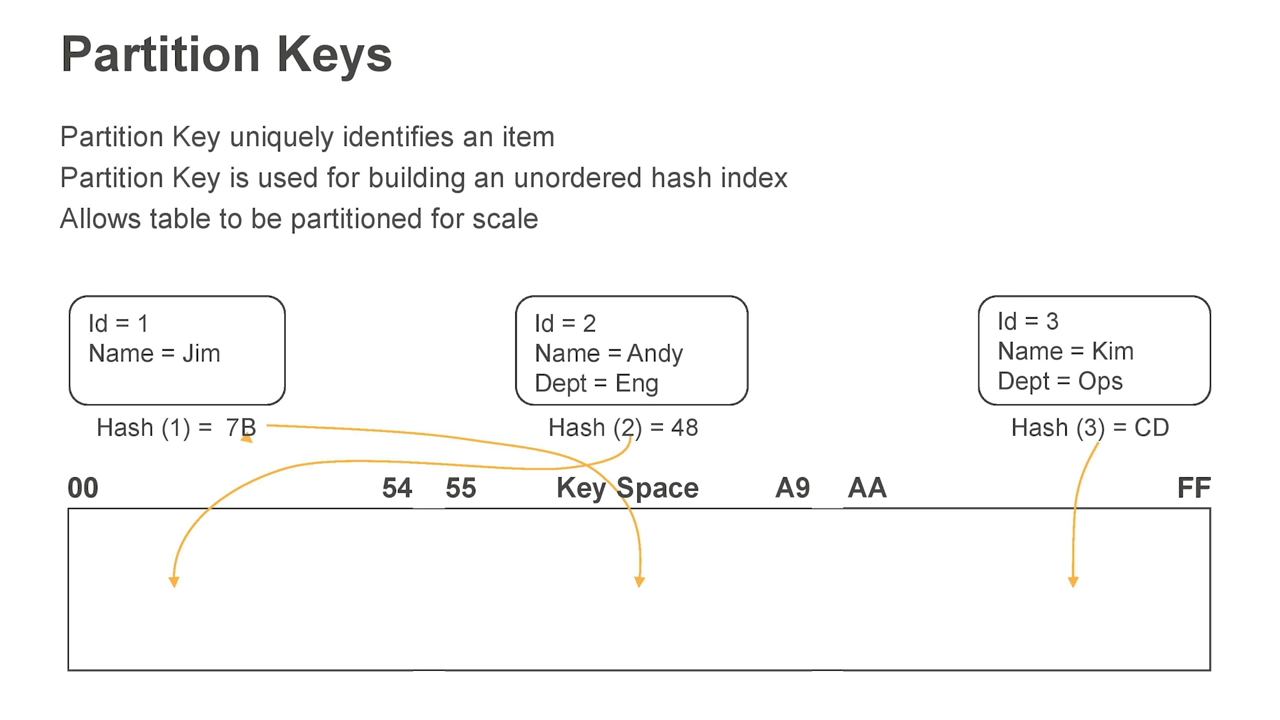 Partition Keys
Partition Key uniquely identifies an item
Partition Key is used for building an unordered hash index
Allows table to be partitioned for scale
Id = 1
Name = Jim
Id = 2
Name = Andy
Dept = Eng
Id = 3
Name = Kim
Dept = Ops
Hash (1) = 7B
Hash (2) = 48
Hash (3) = CD
00 54 55 Key Space A9 AA FF